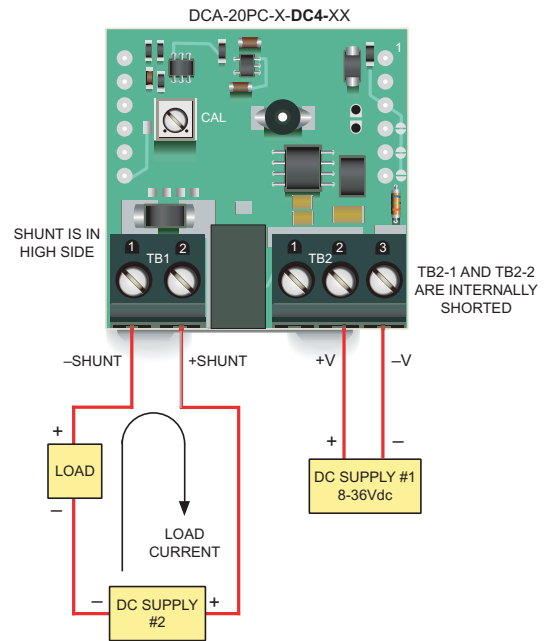 DCA-20PC-X-DC4-XX
1
CAL
SHUNT IS IN
HIGH SIDE
1 2
TB1
1 2 3
TB2
TB2-1 AND TB2-2
ARE INTERNALLY
SHORTED
–SHUNT +SHUNT
+V –V
+ –
DC SUPPLY #1
8-36Vdc
+
LOAD
–
LOAD
CURRENT
– +
DC SUPPLY
#2